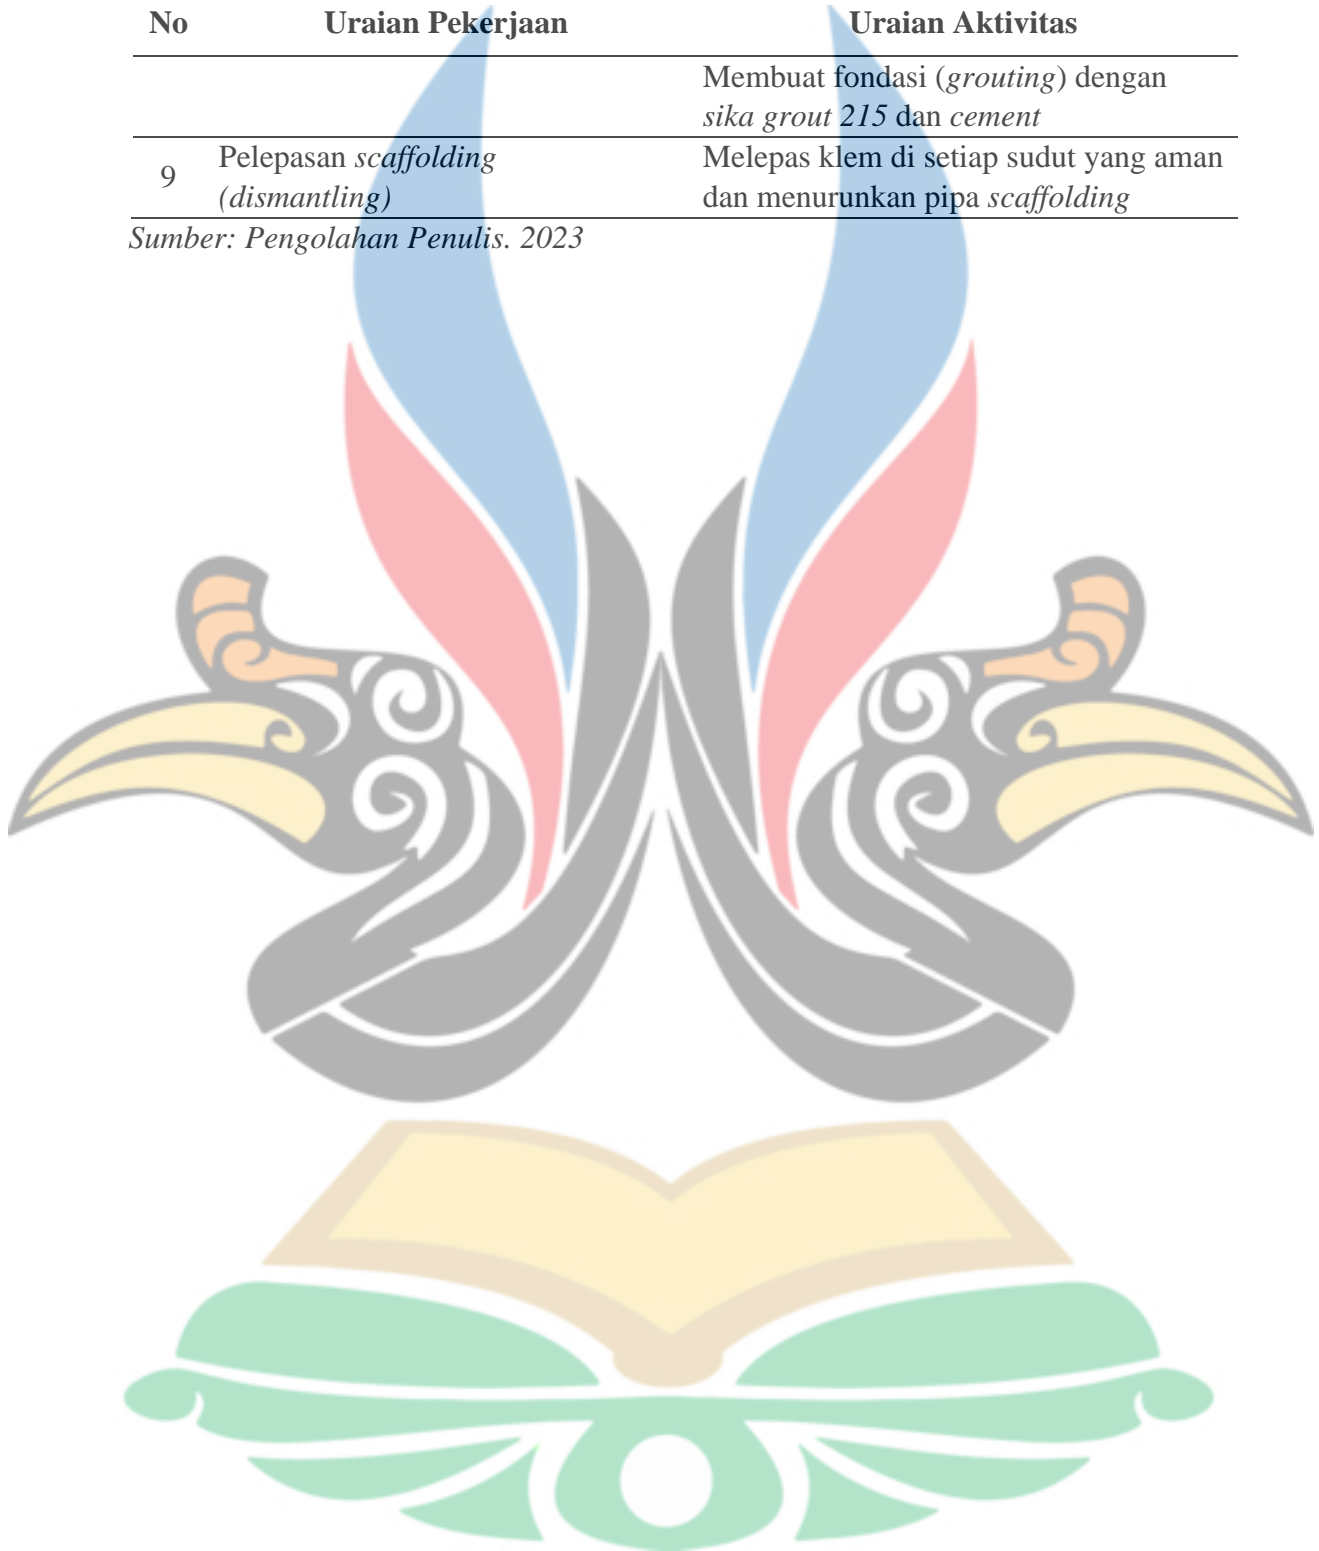 No Uraian Pekerjaan Uraian Aktivitas
Membuat fondasi (grouting) dengan
sika grout 215 dan cement
9 Pelepasan scaffolding (dismantling)
Melepas klem di setiap sudut yang aman
dan menurunkan pipa scaffolding
Sumber: Pengolahan Penulis. 2023